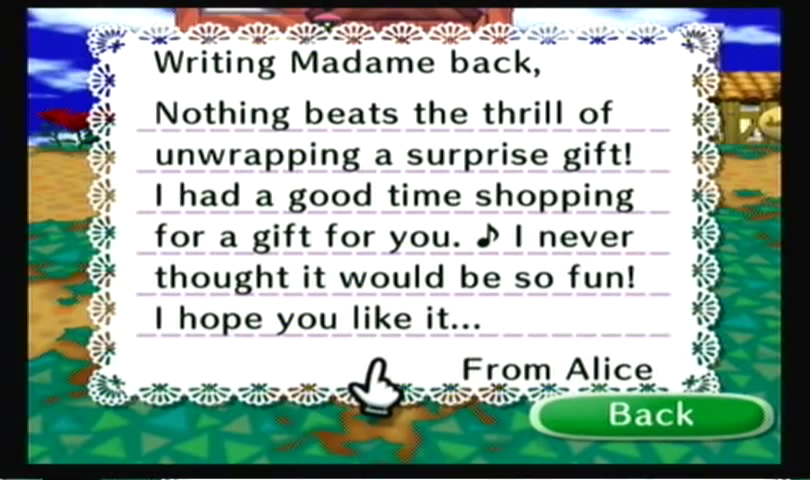 Writing Madame back,
Nothing beats the thrill of
unwrapping a surprise gift!
I had a good time shopping
for a gift for you. ♪ I never
thought it would be so fun!
I hope you like it...
From Alice
Back